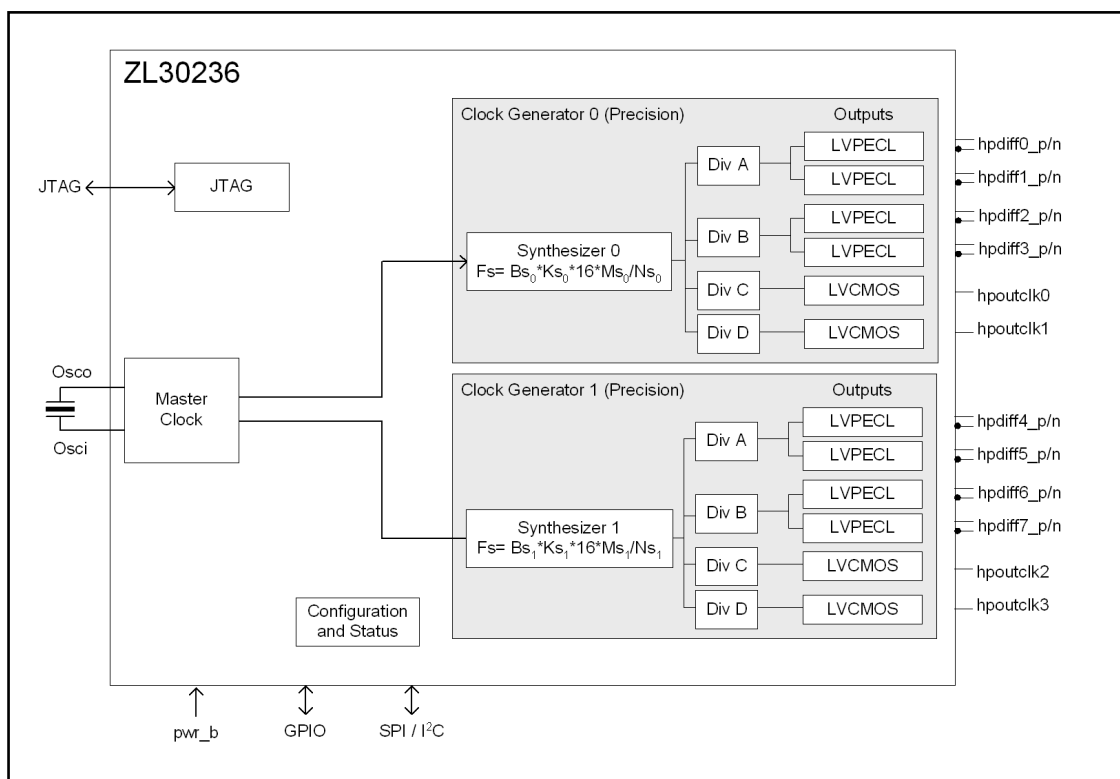 ZL30236
JTAG
JTAG
Osco
Osci
Master
Clock
Clock Generator 0 (Precision)
Outputs
Synthesizer 0
Fs= Bs₀*Ks₀*16*Ms₀/Ns₀
Div A
Div B
Div C
Div D
LVPECL
LVPECL
LVPECL
LVPECL
LVCMOS
LVCMOS
hpdiff0_p/n
hpdiff1_p/n
hpdiff2_p/n
hpdiff3_p/n
hpoutclk0
hpoutclk1
Clock Generator 1 (Precision)
Outputs
Synthesizer 1
Fs= Bs₁*Ks₁*16*Ms₁/Ns₁
Div A
Div B
Div C
Div D
LVPECL
LVPECL
LVPECL
LVPECL
LVCMOS
LVCMOS
hpdiff4_p/n
hpdiff5_p/n
hpdiff6_p/n
hpdiff7_p/n
hpoutclk2
hpoutclk3
Configuration
and Status
pwr_b
GPIO
SPI / I²C